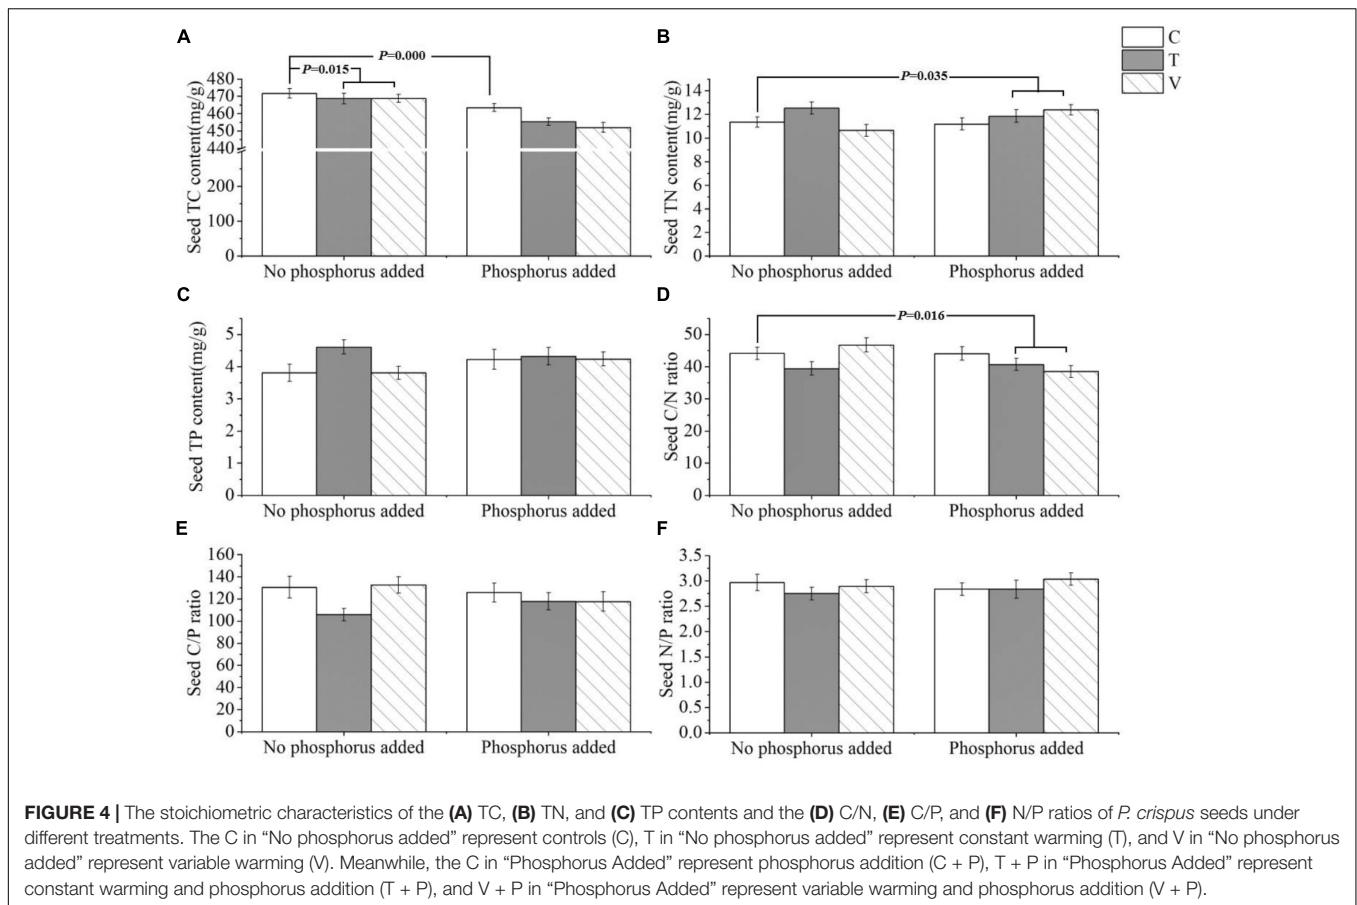 A
P=0.000
P=0.015
480
470
460
450
440
200
100
0
Seed TC content(mg/g)
No phosphorus added
Phosphorus added
B
P=0.035
14
12
10
8
6
4
2
0
Seed TN content(mg/g)
No phosphorus added
Phosphorus added
C
T
V
C
5
4
3
2
1
0
Seed TP content(mg/g)
No phosphorus added
Phosphorus added
D
P=0.016
50
40
30
20
10
0
Seed C/N ratio
No phosphorus added
Phosphorus added
E
160
140
120
100
80
60
40
20
0
Seed C/P ratio
No phosphorus added
Phosphorus added
F
3.5
3.0
2.5
2.0
1.5
1.0
0.5
0.0
Seed N/P ratio
No phosphorus added
Phosphorus added
FIGURE 4 | The stoichiometric characteristics of the (A) TC, (B) TN, and (C) TP contents and the (D) C/N, (E) C/P, and (F) N/P ratios of P. crispus seeds under
different treatments. The C in “No phosphorus added” represent controls (C), T in “No phosphorus added” represent constant warming (T), and V in “No phosphorus
added” represent variable warming (V). Meanwhile, the C in “Phosphorus Added” represent phosphorus addition (C + P), T + P in “Phosphorus Added” represent
constant warming and phosphorus addition (T + P), and V + P in “Phosphorus Added” represent variable warming and phosphorus addition (V + P).